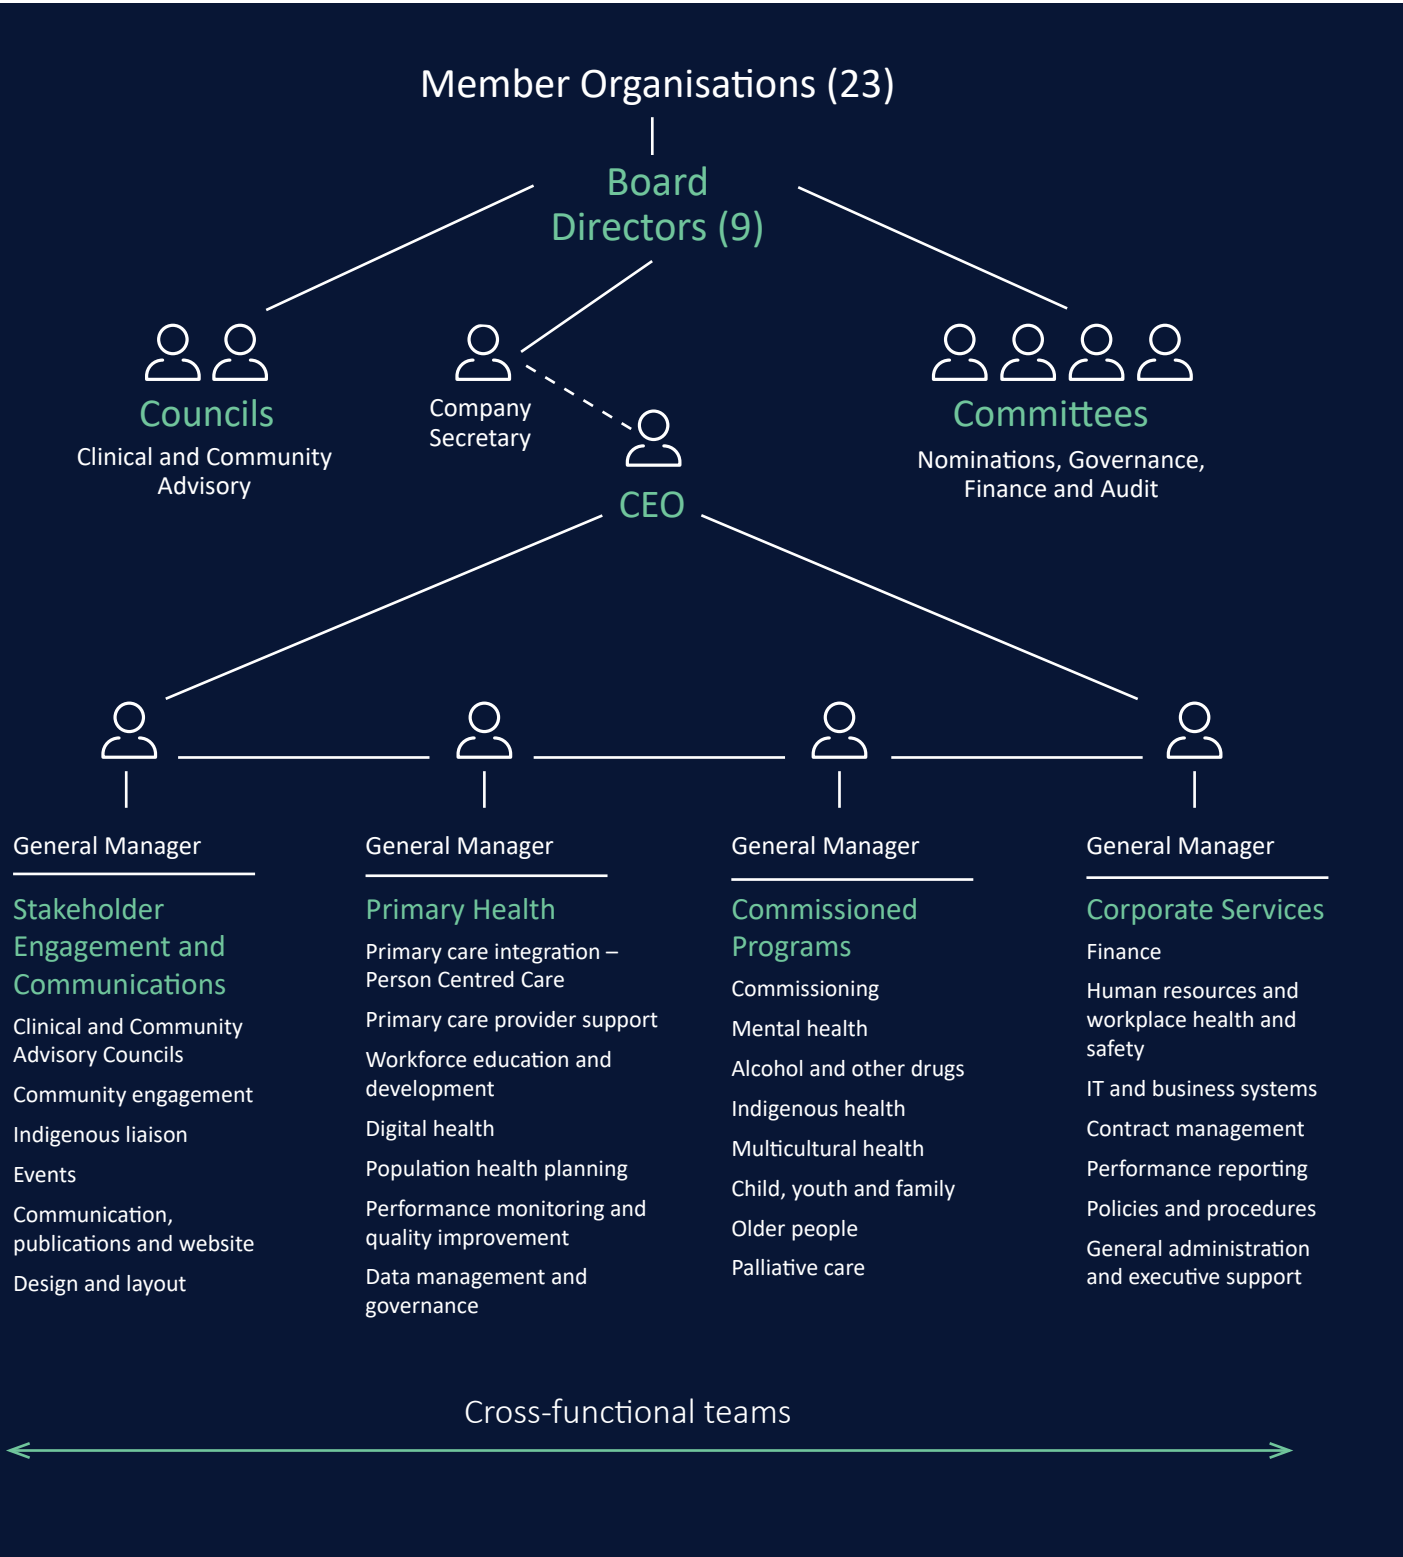 Member Organisations (23)
Board
Directors (9)
Councils
Clinical and Community
Advisory
Company
Secretary
CEO
Committees
Nominations, Governance,
Finance and Audit
General Manager
Stakeholder
Engagement and
Communications
Clinical and Community
Advisory Councils
Community engagement
Indigenous liaison
Events
Communication,
publications and website
Design and layout
General Manager
Primary Health
Primary care integration –
Person Centred Care
Primary care provider support
Workforce education and
development
Digital health
Population health planning
Performance monitoring and
quality improvement
Data management and
governance
General Manager
Commissioned
Programs
Commissioning
Mental health
Alcohol and other drugs
Indigenous health
Multicultural health
Child, youth and family
Older people
Palliative care
General Manager
Corporate Services
Finance
Human resources and
workplace health and
safety
IT and business systems
Contract management
Performance reporting
Policies and procedures
General administration
and executive support
Cross-functional teams